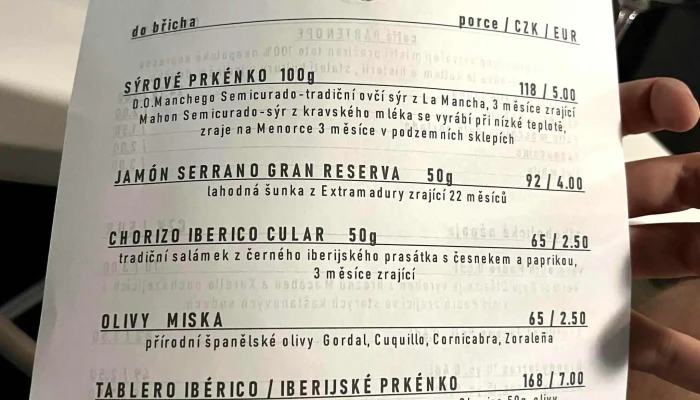 do břicha porce / CZK / EUR
SÝROVÉ PRKÉNKO 100g 118 / 5.00
D.O.Manchego Semicurado-tradiční ovčí sýr z La Mancha, 3 měsíce zrající
Mahon Semicurado-sýr z kravského mléka se vyrábí při nízké teplotě,
zraje na Menorce 3 měsíce v podzemních sklepích
JAMÓN SERRANO GRAN RESERVA 50g 92 / 4.00
lahodná šunka z Extramadury zrající 22 měsíců
CHORIZO IBERICO CULAR 50g 65 / 2.50
tradiční salámek z černého iberijského prasátka s česnekem a paprikou,
3 měsíce zrající
OLIVY MISKA 65 / 2.50
přírodní španělské olivy Gordal, Cuquillo, Cornicabra, Zoraleňa
TABLERO IBÉRICO / IBERIJSKÉ PRKÉNKO 168 / 7.00
50g, olivy